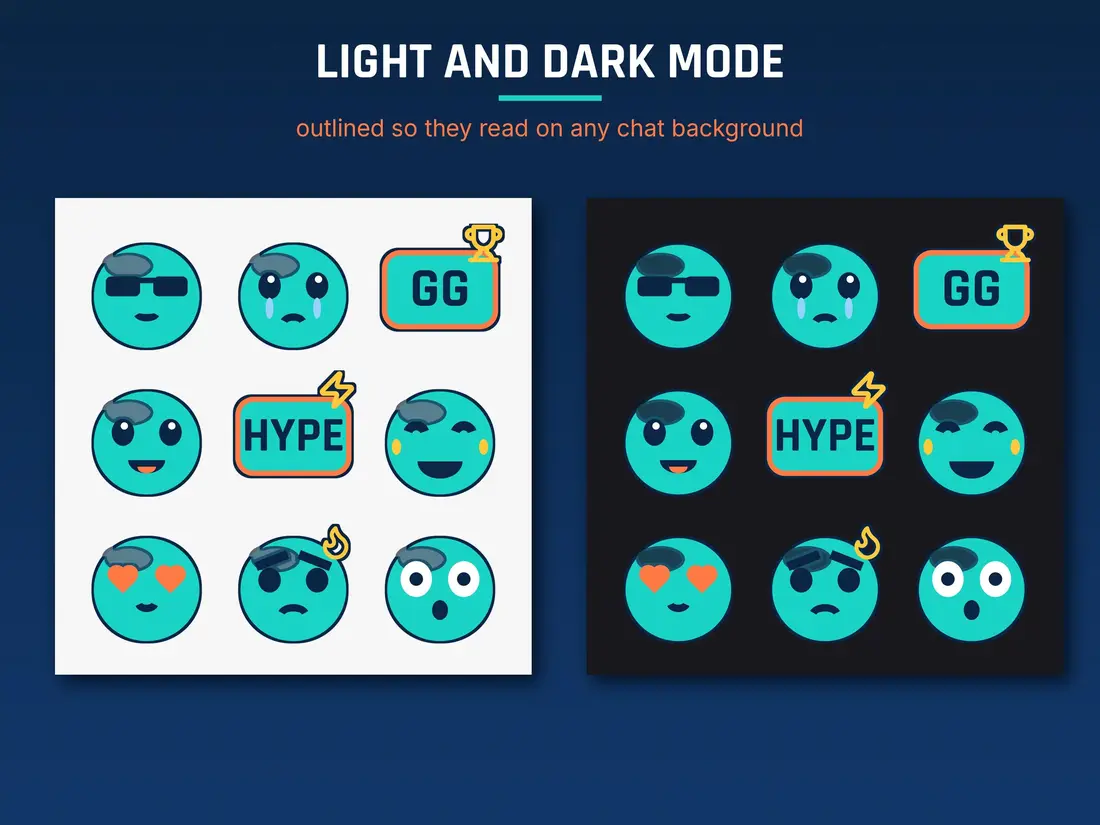 LIGHT AND DARK MODE
outlined so they read on any chat background
GG
HYPE
GG
HYPE